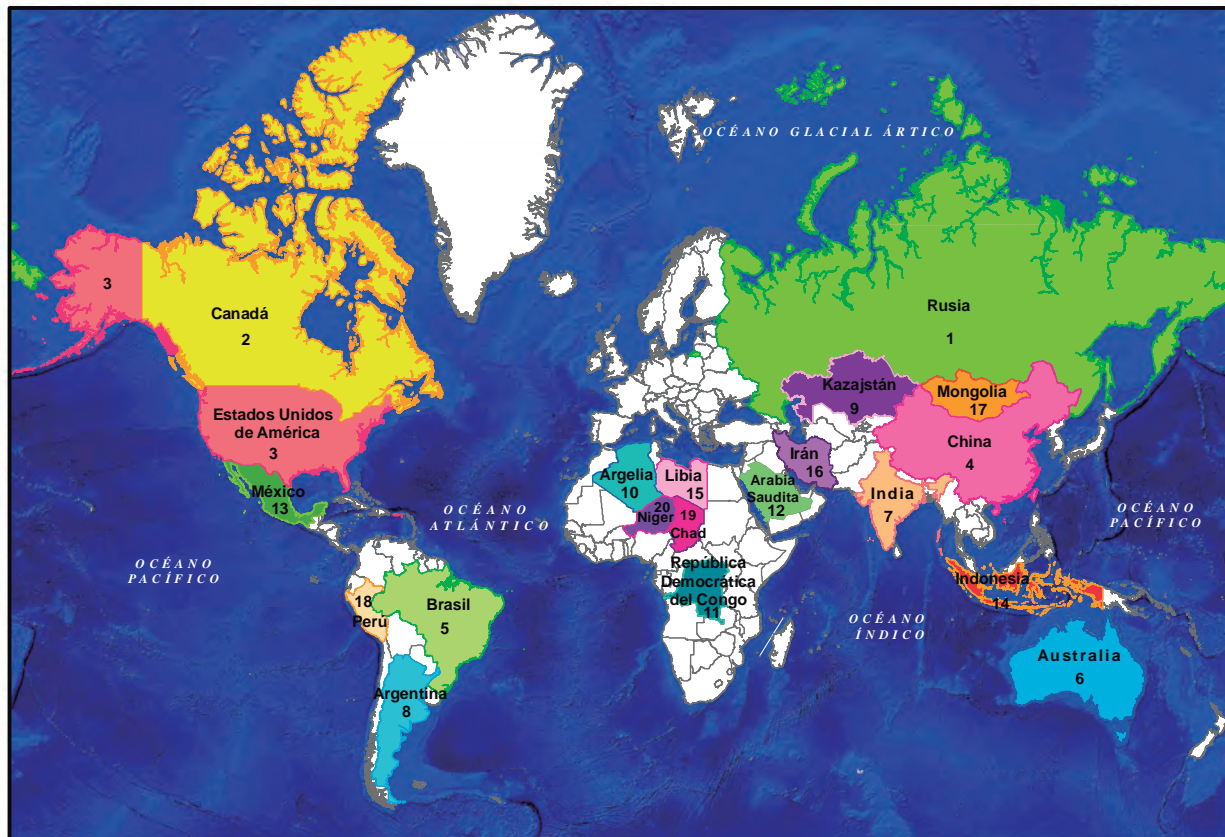 OCÉANO GLACIAL ÁRTICO
3
Canadá
2
Rusia
1
Estados Unidos
de América
3
Kazajstán
9
Mongolia
17
China
4
México
13
Argelia
10
Libia
15
Arabia
Saudita
12
Irán
16
India
7
20
Niger
19
Chad
OCÉANO
ATLÁNTICO
OCÉANO
PACÍFICO
OCÉANO
PACÍFICO
República
Democrática
del Congo
11
Indonesia
14
18
Perú
Brasil
5
OCÉANO
ÍNDICO
Australia
6
Argentina
8